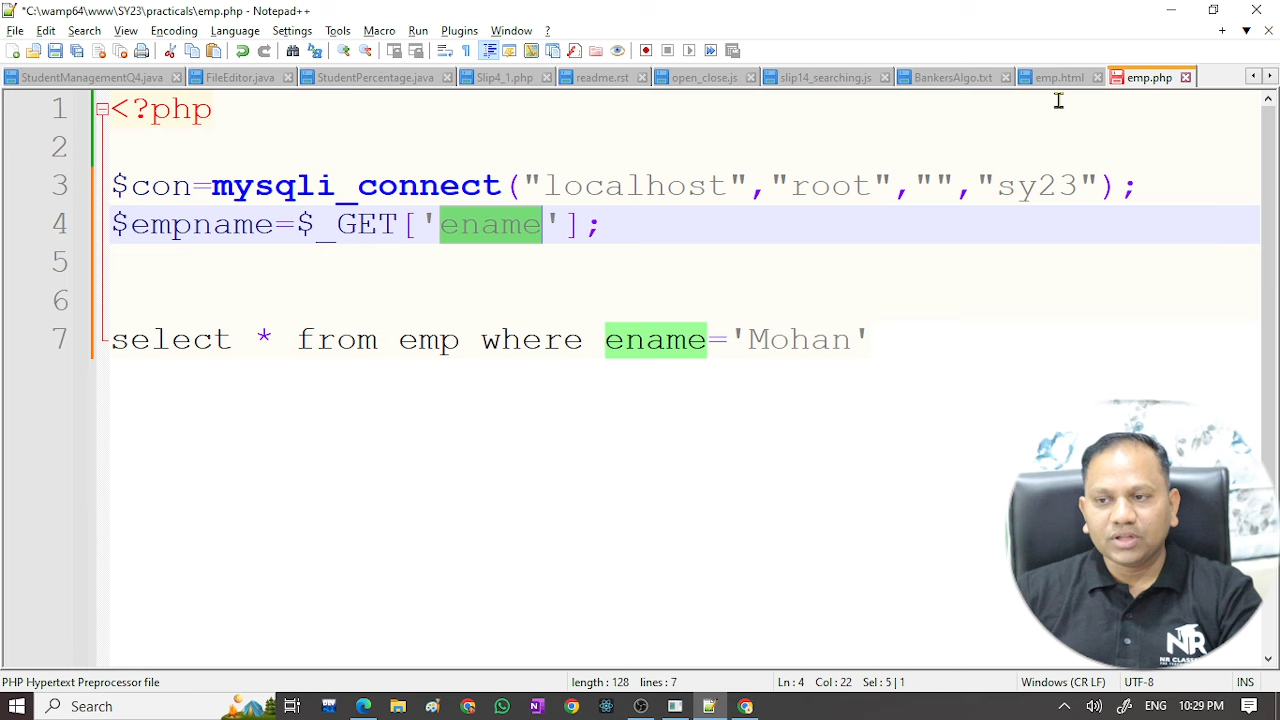 *C:\wamp64\www\SY23\practicals\emp.php - Notepad++
File Edit Search View Encoding Language Settings Tools Macro Run Plugins Window ?
StudentManagementQ4.java FileEditor.java StudentPercentage Slip4_1.php readme.rst open_close.js slip14_searching.js BankersAlgo.txt emp.html emp.php
1 <?php
2
3 $con=mysqli_connect("localhost","root","","sy23");
4 $empname=$_GET['ename'];
5
6
7 select * from emp where ename='Mohan'
NR
NR CLASSES
PHP Hypertext Preprocessor file length : 128 lines : 7 Ln : 4 Col : 22 Sel : 5 | 1 Windows (CR LF) UTF-8 INS
Search ENG 10:29 PM